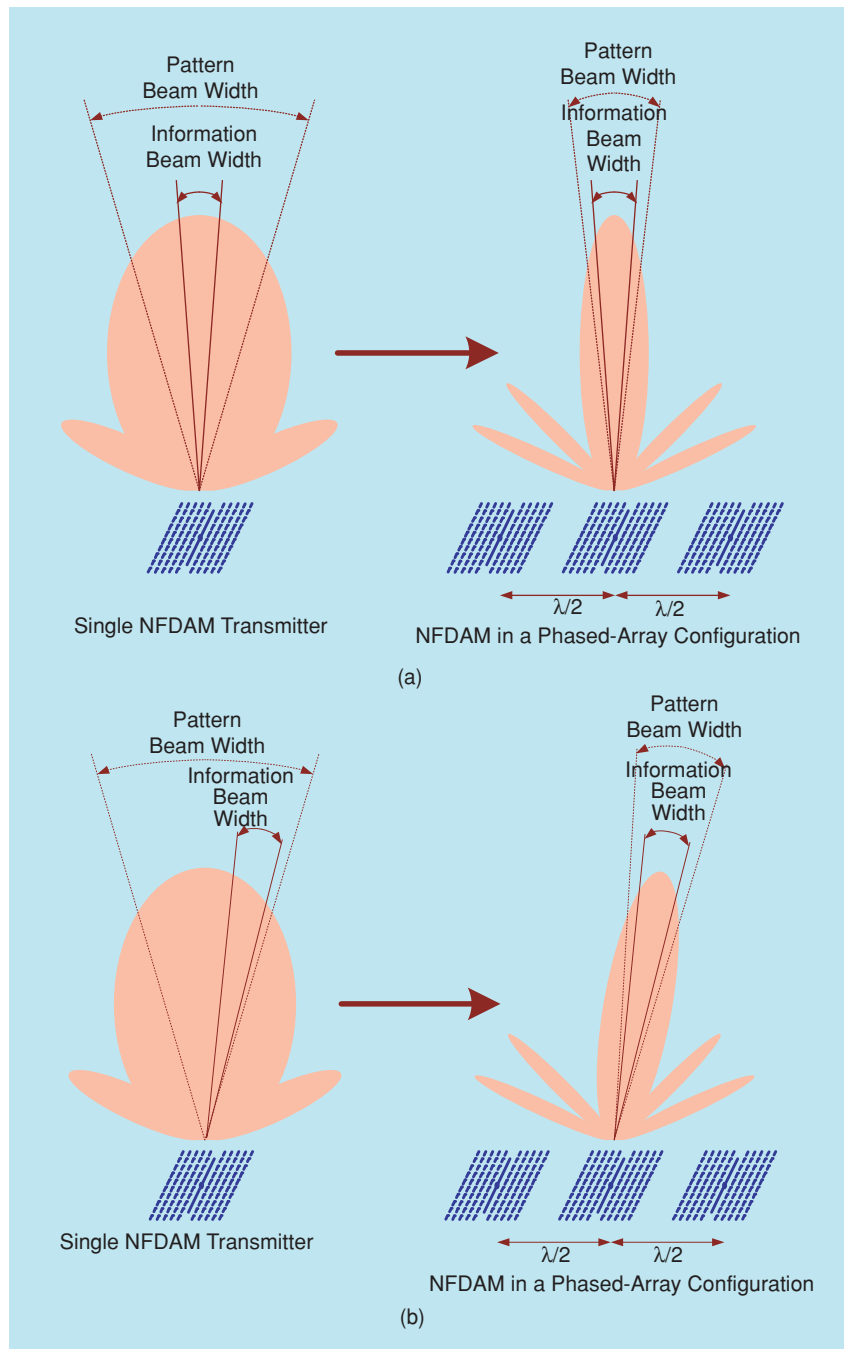 Pattern
Beam Width
Information
Beam Width
Pattern
Beam Width
Information
Beam
Width
λ/2
λ/2
Single NFDAM Transmitter
NFDAM in a Phased-Array Configuration
(a)
Pattern
Beam Width
Information
Beam
Width
Pattern
Beam Width
Information
Beam
Width
Single NFDAM Transmitter
λ/2
λ/2
NFDAM in a Phased-Array Configuration
(b)